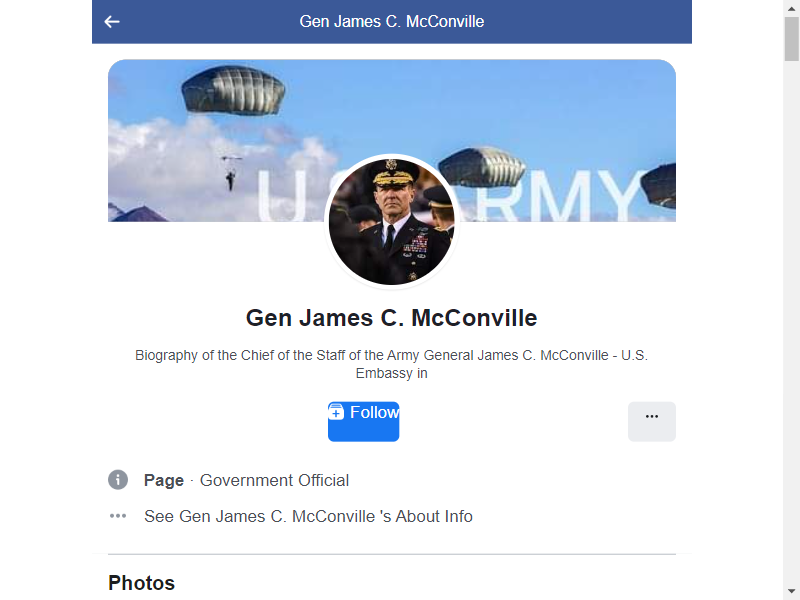 Gen James C. McConville
U.S. ARMY
Gen James C. McConville
Biography of the Chief of the Staff of the Army General James C. McConville - U.S.
Embassy in
Follow
Page · Government Official
See Gen James C. McConville 's About Info
Photos